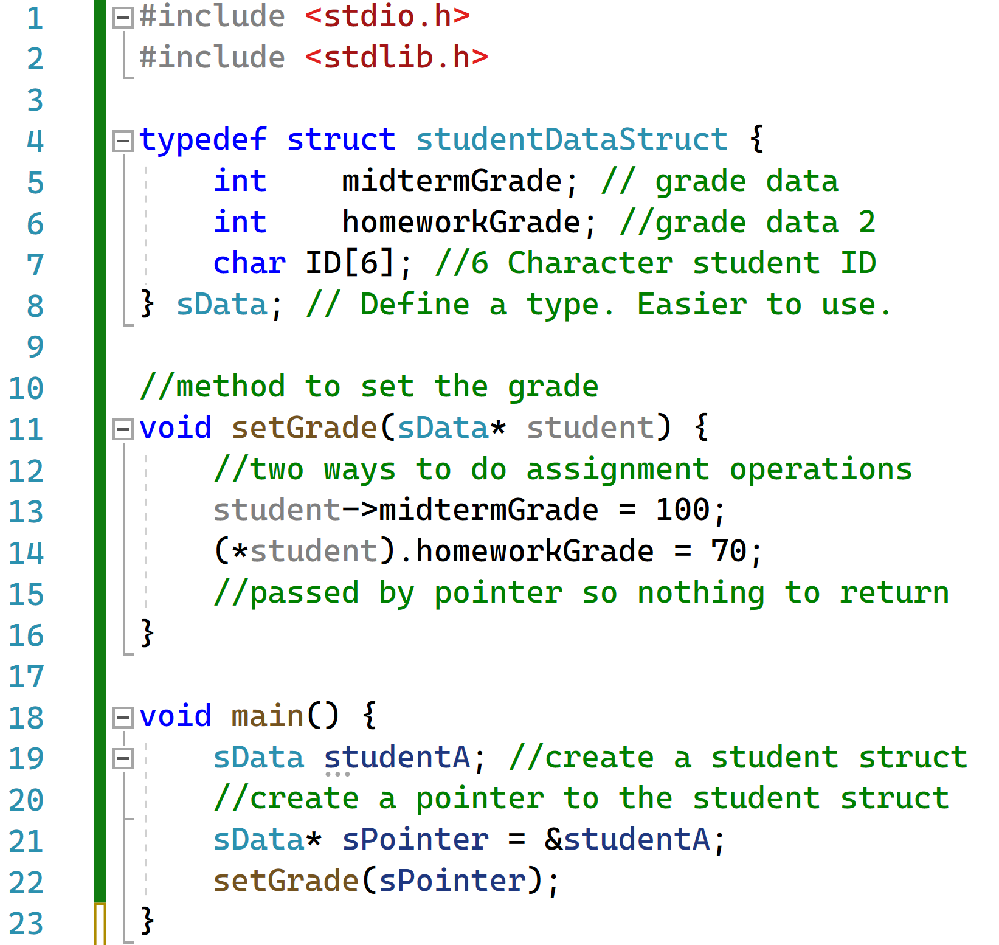 1 #include <stdio.h>
2 #include <stdlib.h>
3
4 typedef struct studentDataStruct {
5     int    midtermGrade; // grade data
6     int    homeworkGrade; //grade data 2
7     char ID[6]; //6 Character student ID
8 } sData; // Define a type. Easier to use.
9
10 //method to set the grade
11 void setGrade(sData* student) {
12     //two ways to do assignment operations
13     student->midtermGrade = 100;
14     (*student).homeworkGrade = 70;
15     //passed by pointer so nothing to return
16 }
17
18 void main() {
19     sData studentA; //create a student struct
20     //create a pointer to the student struct
21     sData* sPointer = &studentA;
22     setGrade(sPointer);
23 }